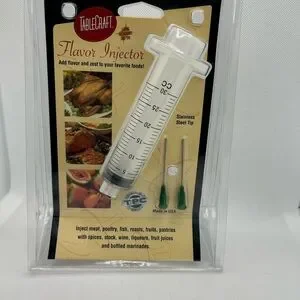 TABLECRAFT
Flavor Injector
Add flavor and zest to your favorite foods!
30
CC
25
20
15
10
5
Stainless
Steel Tip
TPC
Made in USA
Inject meat, poultry, fish, roasts, fruits, pastries
with spices, stock, wine, liqueurs, fruit juices
and bottled marinades.